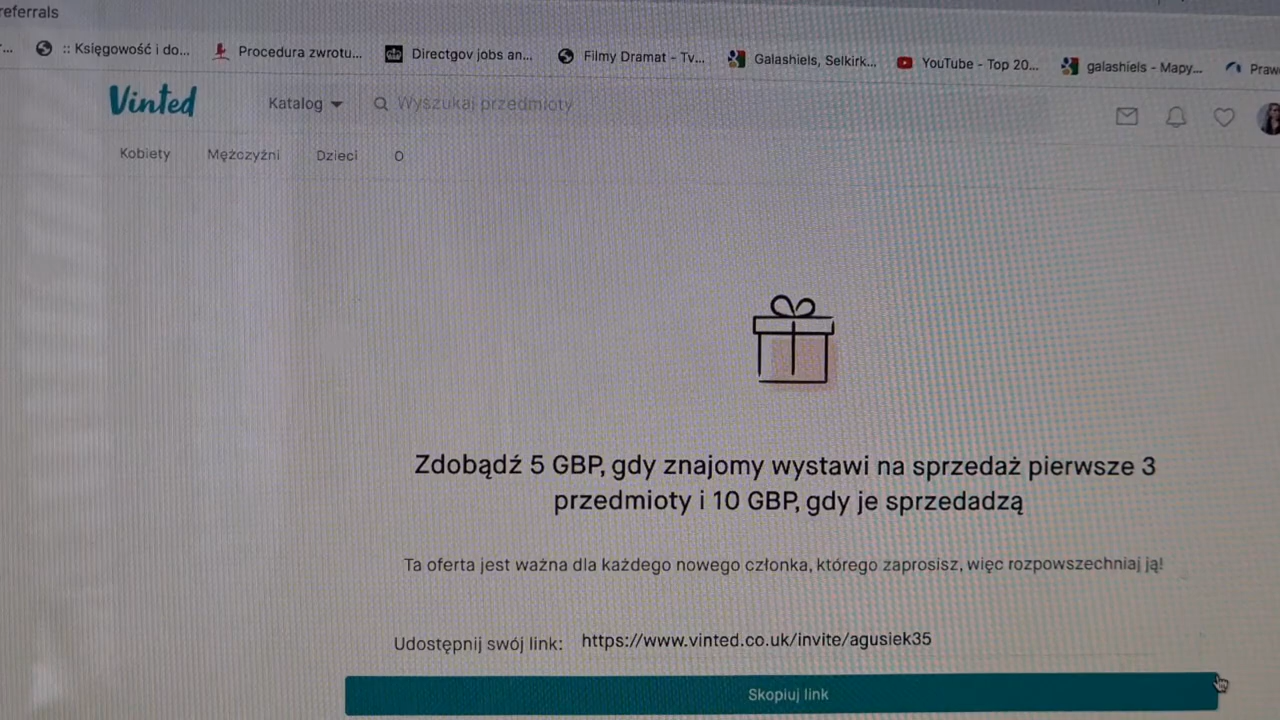 referrals
:: Księgowość i do...
Procedura zwrotu...
Directgov jobs an...
Filmy Dramat - Tv...
Galashiels, Selkirk...
YouTube - Top 20...
galashiels - Mapy...
Praw
Vinted
Katalog
Wyszukaj przedmioty
Kobiety
Mężczyźni
Dzieci
O
Zdobądź 5 GBP, gdy znajomy wystawi na sprzedaż pierwsze 3
przedmioty i 10 GBP, gdy je sprzedadzą
Ta oferta jest ważna dla każdego nowego członka, którego zaprosisz, więc rozpowszechniaj ją!
Udostępnij swój link: https://www.vinted.co.uk/invite/agusiek35
Skopiuj link